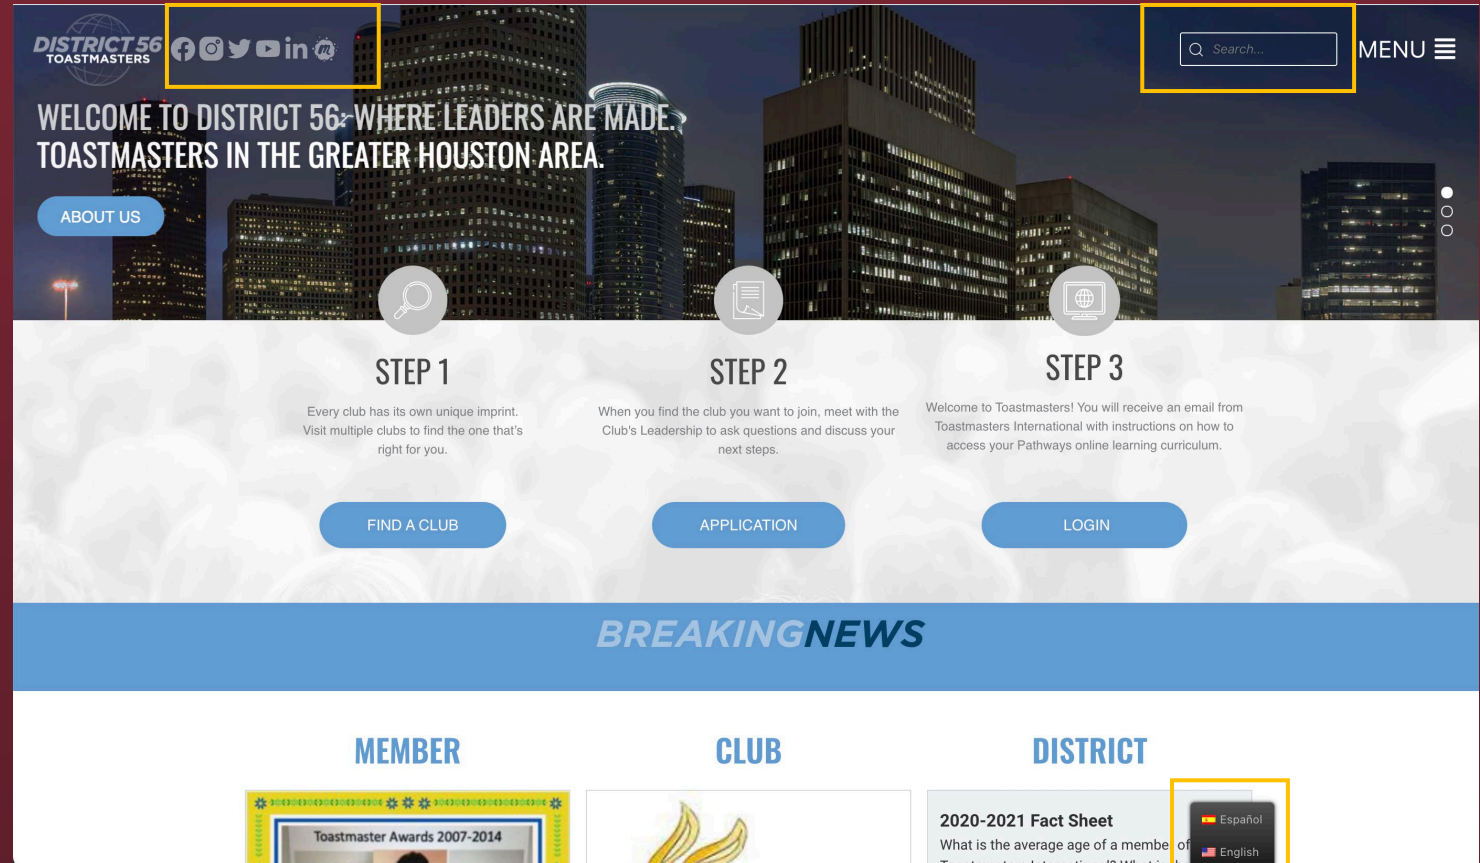 DISTRICT 56
TOASTMASTERS
Search...
MENU
WELCOME TO DISTRICT 56: WHERE LEADERS ARE MADE.
TOASTMASTERS IN THE GREATER HOUSTON AREA.
ABOUT US
STEP 1
Every club has its own unique imprint.
Visit multiple clubs to find the one that's
right for you.
FIND A CLUB
STEP 2
When you find the club you want to join, meet with the
Club's Leadership to ask questions and discuss your
next steps.
APPLICATION
STEP 3
Welcome to Toastmasters! You will receive an email from
Toastmasters International with instructions on how to
access your Pathways online learning curriculum.
LOGIN
BREAKINGNEWS
MEMBER
Toastmaster Awards 2007-2014
CLUB
DISTRICT
2020-2021 Fact Sheet
What is the average age of a member of
Español
English